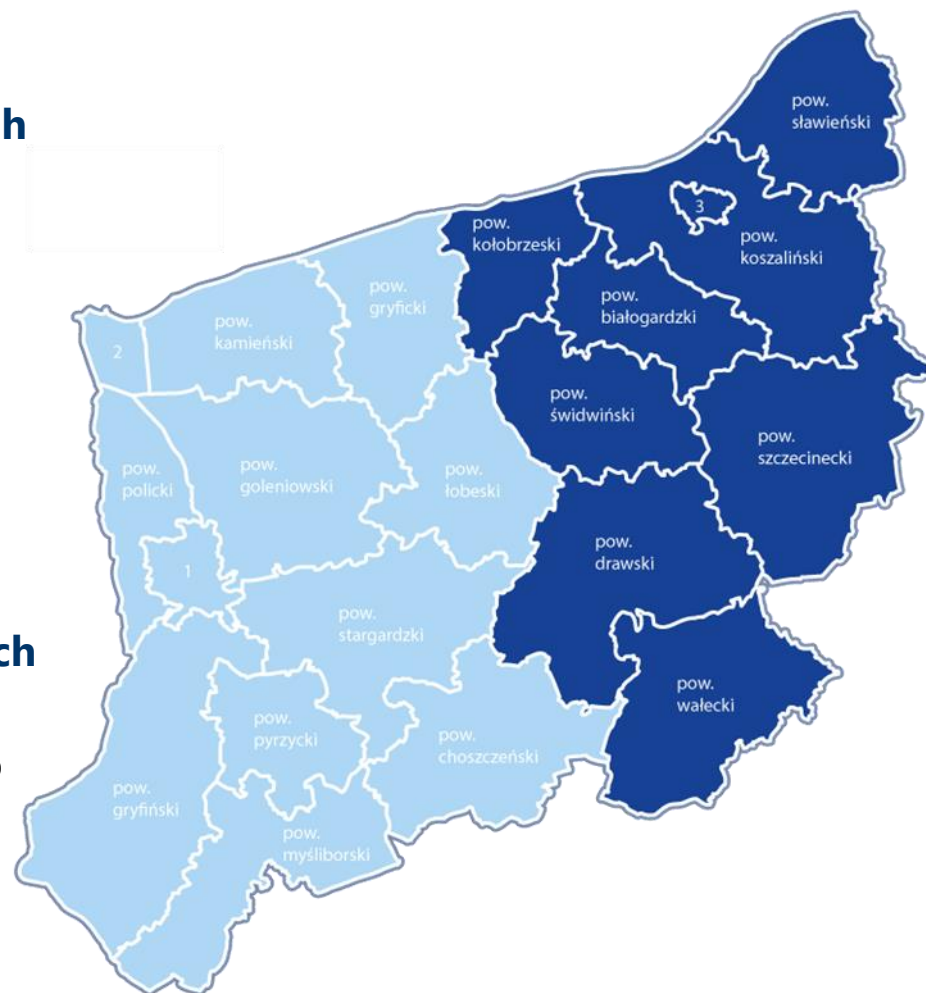 h
pow.
sławieński
3
pow.
kołobrzeski
pow.
koszaliński
pow.
gryficki
pow.
białogardzki
pow.
kamieński
2
pow.
świdwiński
pow.
szczecinecki
pow.
policki
pow.
goleniowski
pow.
łobeski
1
pow.
drawski
pow.
stargardzki
ch
pow.
wałecki
pow.
pyrzycki
pow.
choszczeński
pow.
gryfiński
pow.
myśliborski